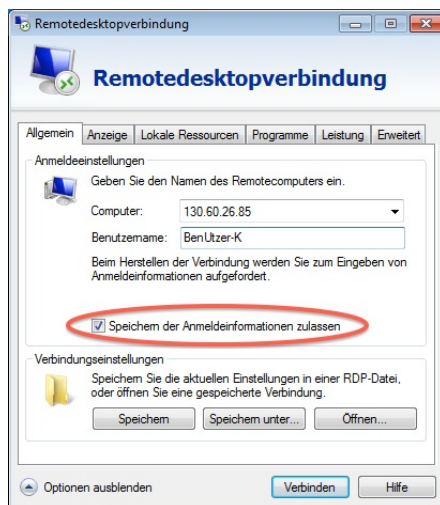 Remotedesktopverbindung
Remotedesktopverbindung
Allgemein Anzeige Lokale Ressourcen Programme Leistung Erweitert
Anmeldeeinstellungen
Geben Sie den Namen des Remotecomputers ein.
Computer: 130.60.26.85
Benutzername: BenUtzer-K
Beim Herstellen der Verbindung werden Sie zum Eingeben von
Anmeldeinformationen aufgefordert.
Speichern der Anmeldeinformationen zulassen
Verbindungseinstellungen
Speichern Sie die aktuellen Einstellungen in einer RDP-Datei,
oder öffnen Sie eine gespeicherte Verbindung.
Speichern Speichern unter... Öffnen...
Optionen ausblenden Verbinden Hilfe